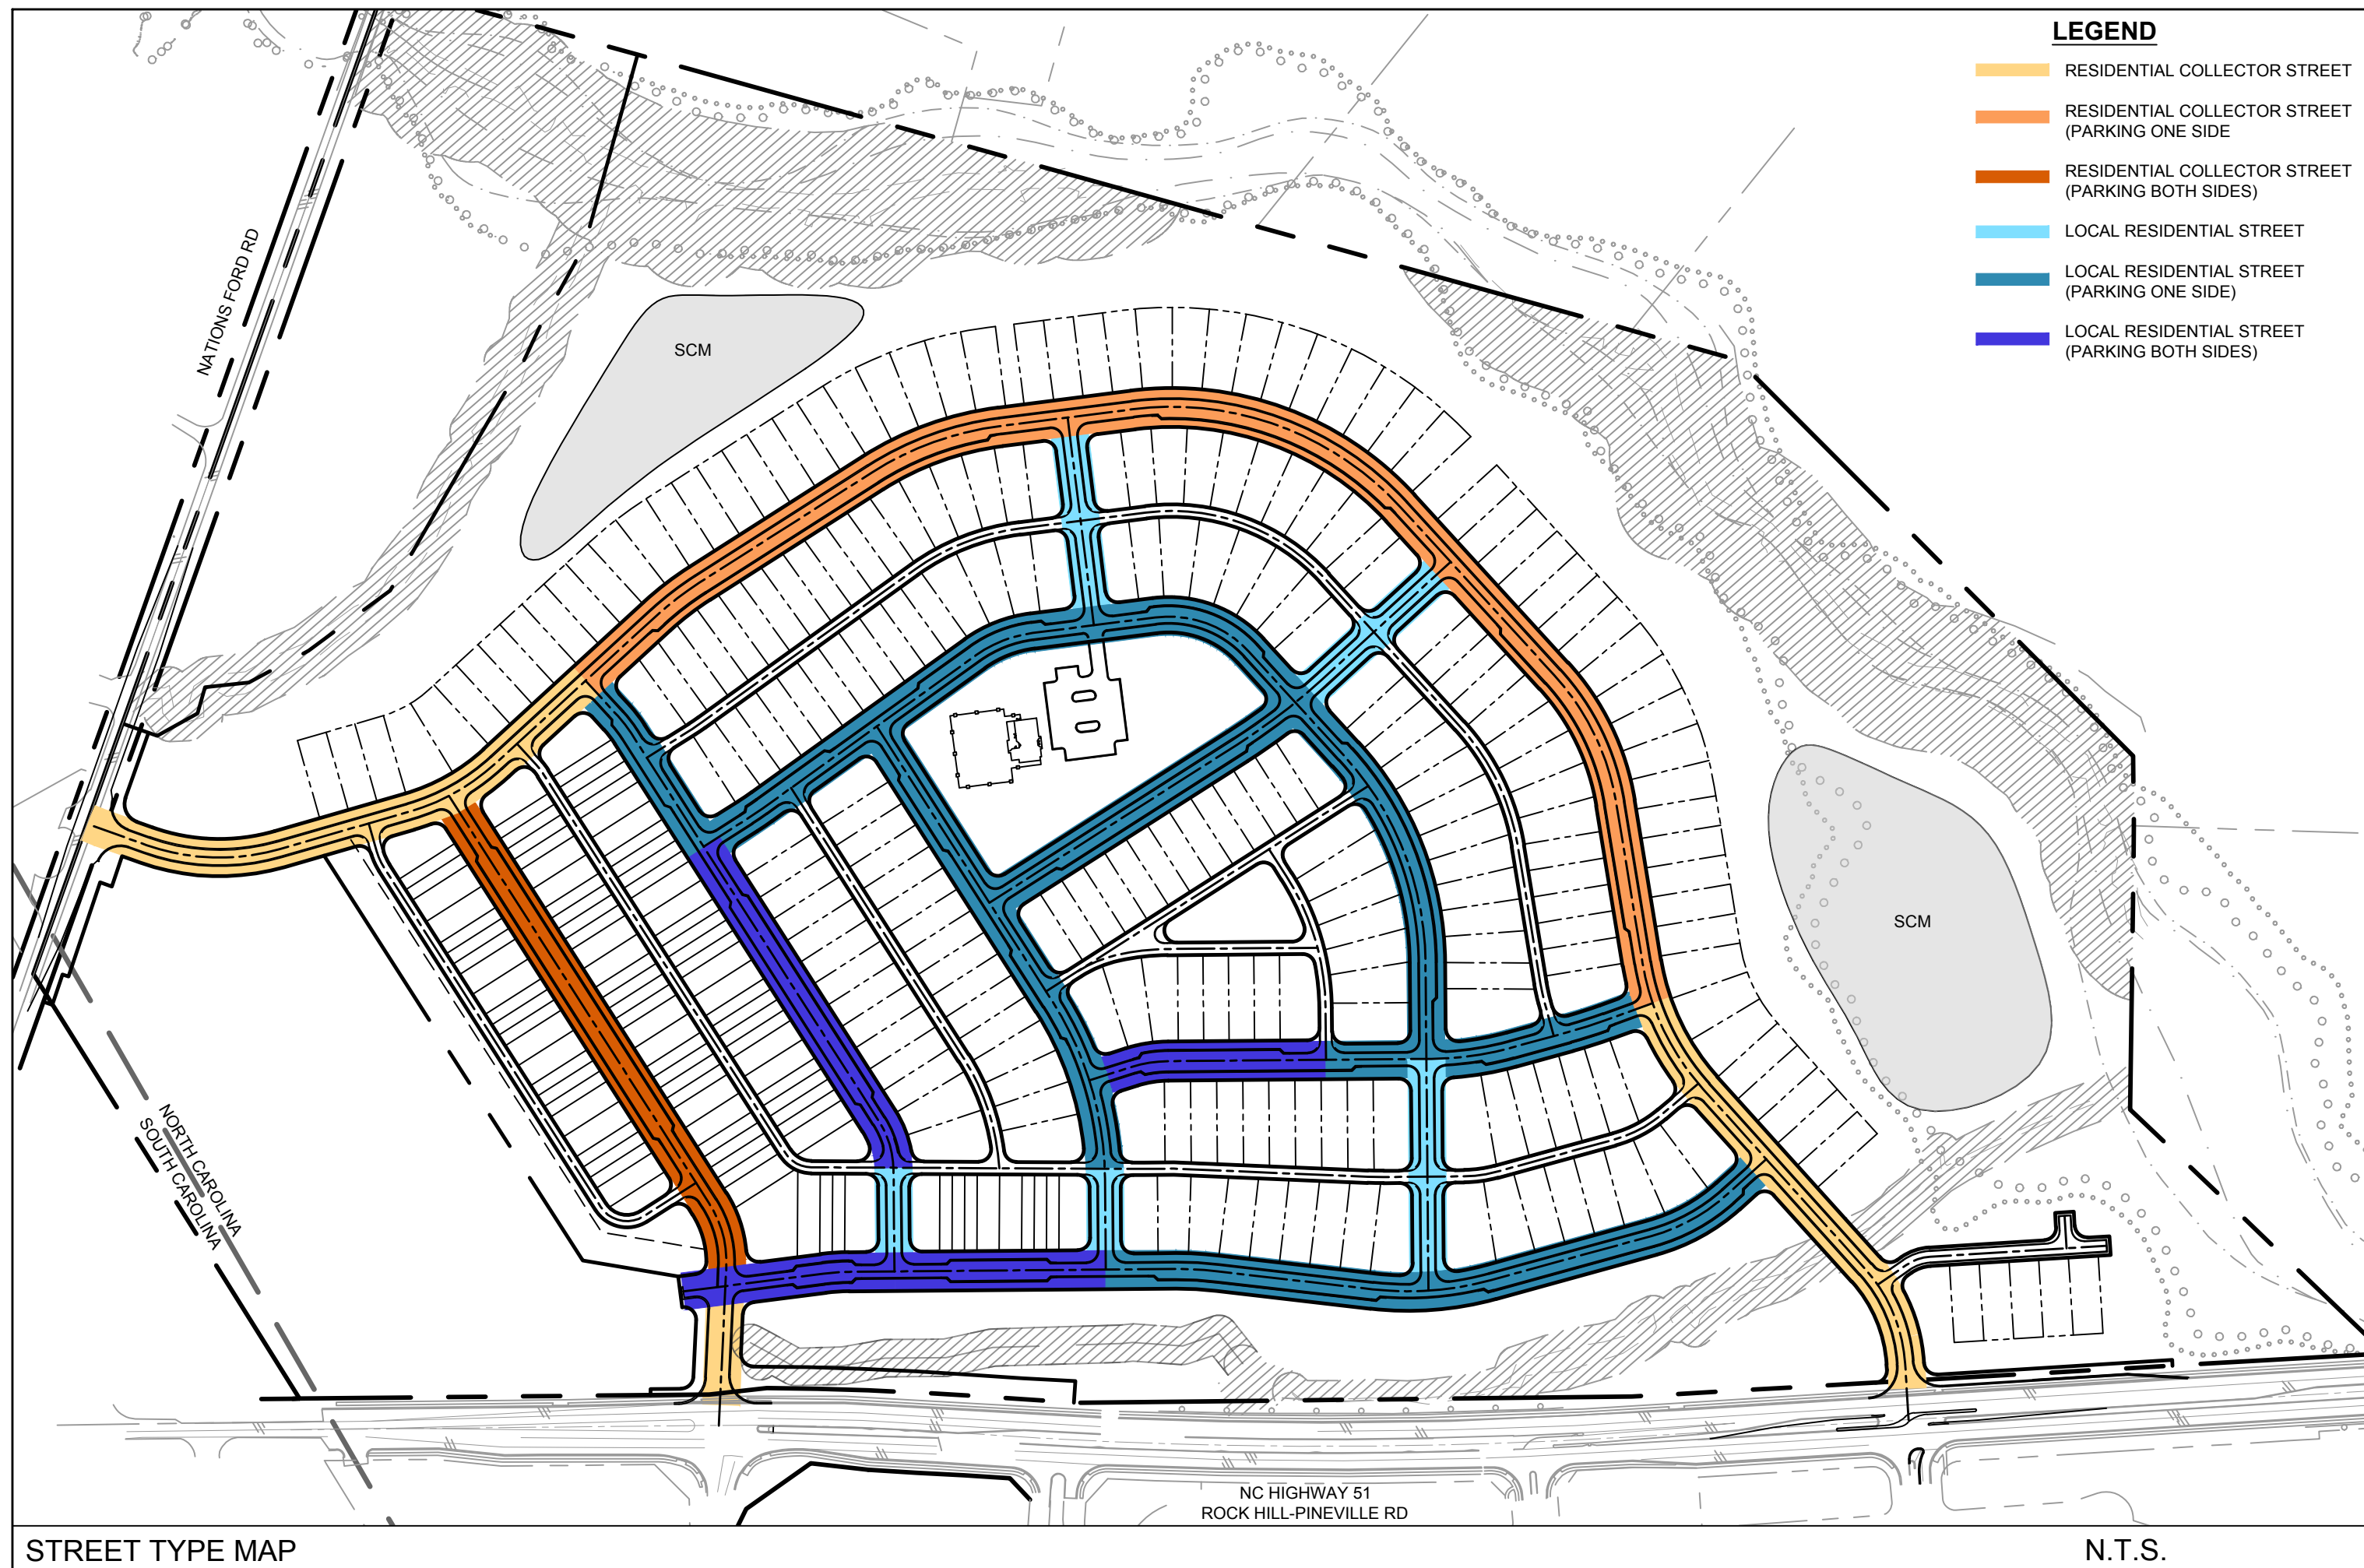 LEGEND
RESIDENTIAL COLLECTOR STREET
RESIDENTIAL COLLECTOR STREET
(PARKING ONE SIDE
RESIDENTIAL COLLECTOR STREET
(PARKING BOTH SIDES)
LOCAL RESIDENTIAL STREET
LOCAL RESIDENTIAL STREET
(PARKING ONE SIDE)
LOCAL RESIDENTIAL STREET
(PARKING BOTH SIDES)
NATIONS FORD RD
SCM
SCM
NORTH CAROLINA
SOUTH CAROLINA
NC HIGHWAY 51
ROCK HILL-PINEVILLE RD
STREET TYPE MAP
N.T.S.